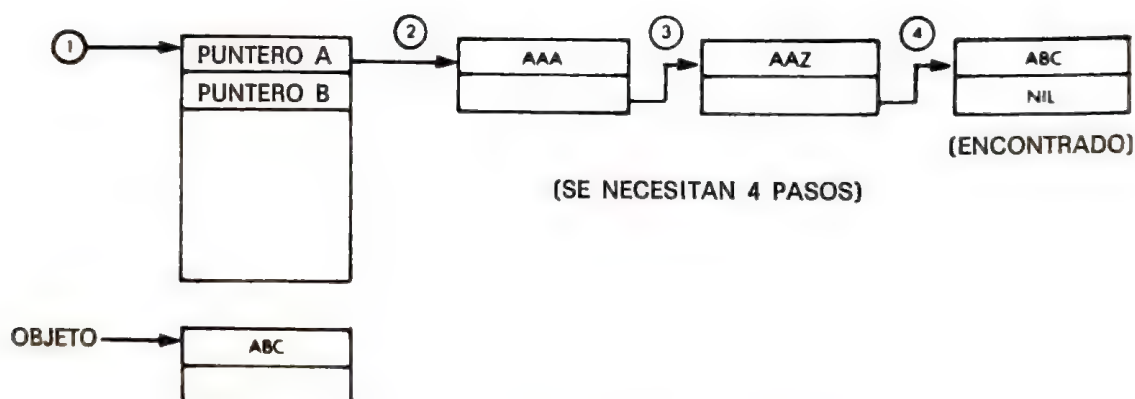 1
PUNTERO A
PUNTERO B
2
AAA
3
AAZ
4
ABC
NIL
(ENCONTRADO)
(SE NECESITAN 4 PASOS)
OBJETO
ABC